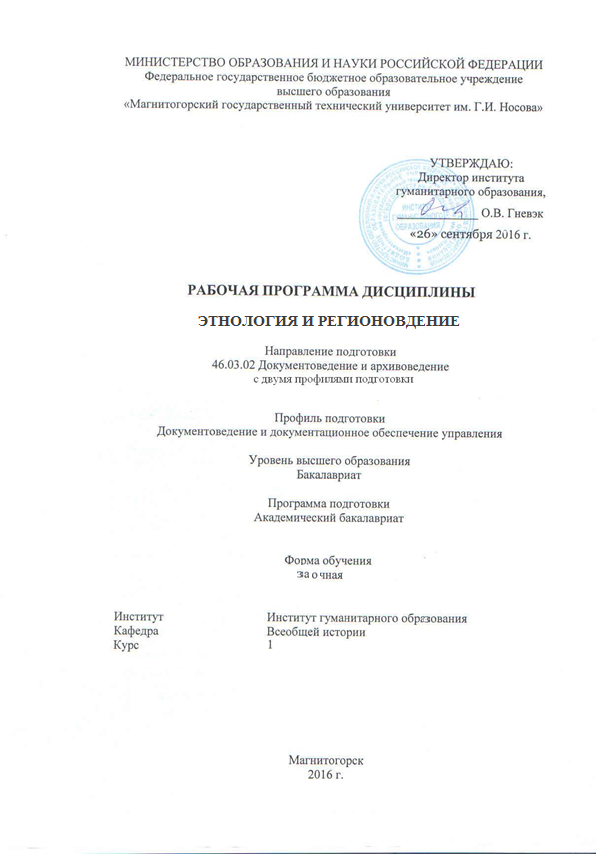 МИНИСТЕРСТВО ОБРАЗОВАНИЯ И НАУКИ РОССИЙСКОЙ ФЕДЕРАЦИИ
Федеральное государственное бюджетное образовательное учреждение
высшего образования
«Магнитогорский государственный технический университет им. Г.И. Носова»
УТВЕРЖДАЮ:
Директор института
гуманитарного образования,
О.В. Гневэк
«26» сентября 2016 г.
ИНСТИТУТ
ОБРАЗОВАНИЯ
РАБОЧАЯ ПРОГРАММА ДИСЦИПЛИНЫ
ЭТНОЛОГИЯ И РЕГИОНОВДЕНИЕ
Направление подготовки
46.03.02 Документоведение и архивоведение
с двумя профилями подготовки
Профиль подготовки
Документоведение и документационное обеспечение управления
Уровень высшего образования
Бакалавриат
Программа подготовки
Академический бакалавриат
Форма обучения
заочная
Институт Институт гуманитарного образования
Кафедра Всеобщей истории
Курс 1
Магнитогорск
2016 г.